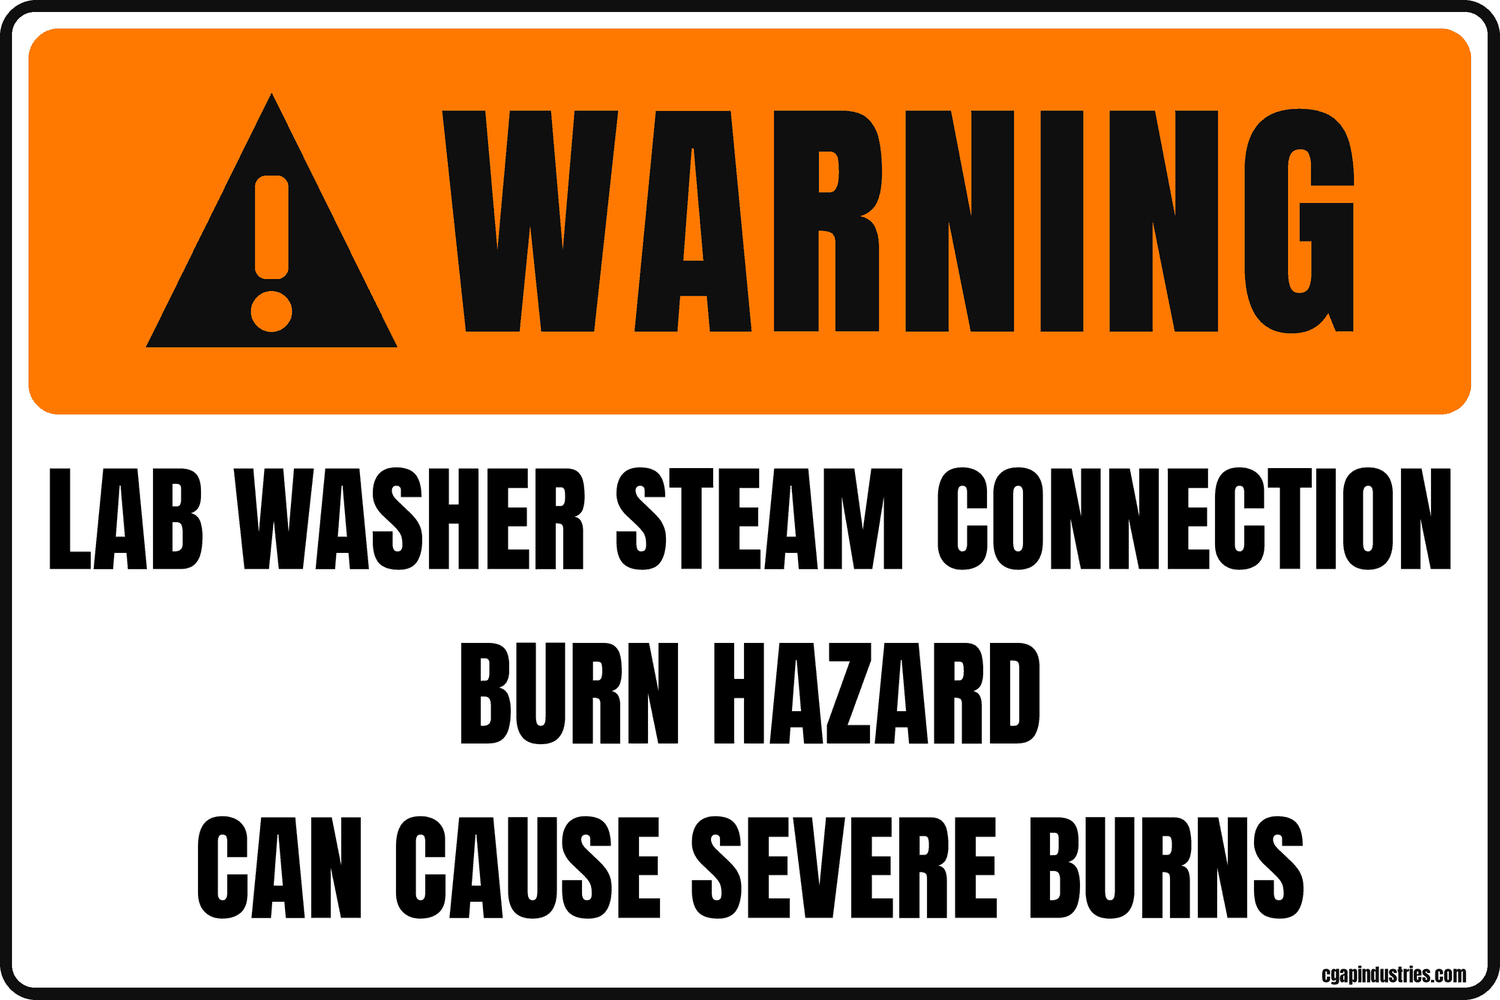 WARNING
LAB WASHER STEAM CONNECTION
BURN HAZARD
CAN CAUSE SEVERE BURNS
cgapindustries.com